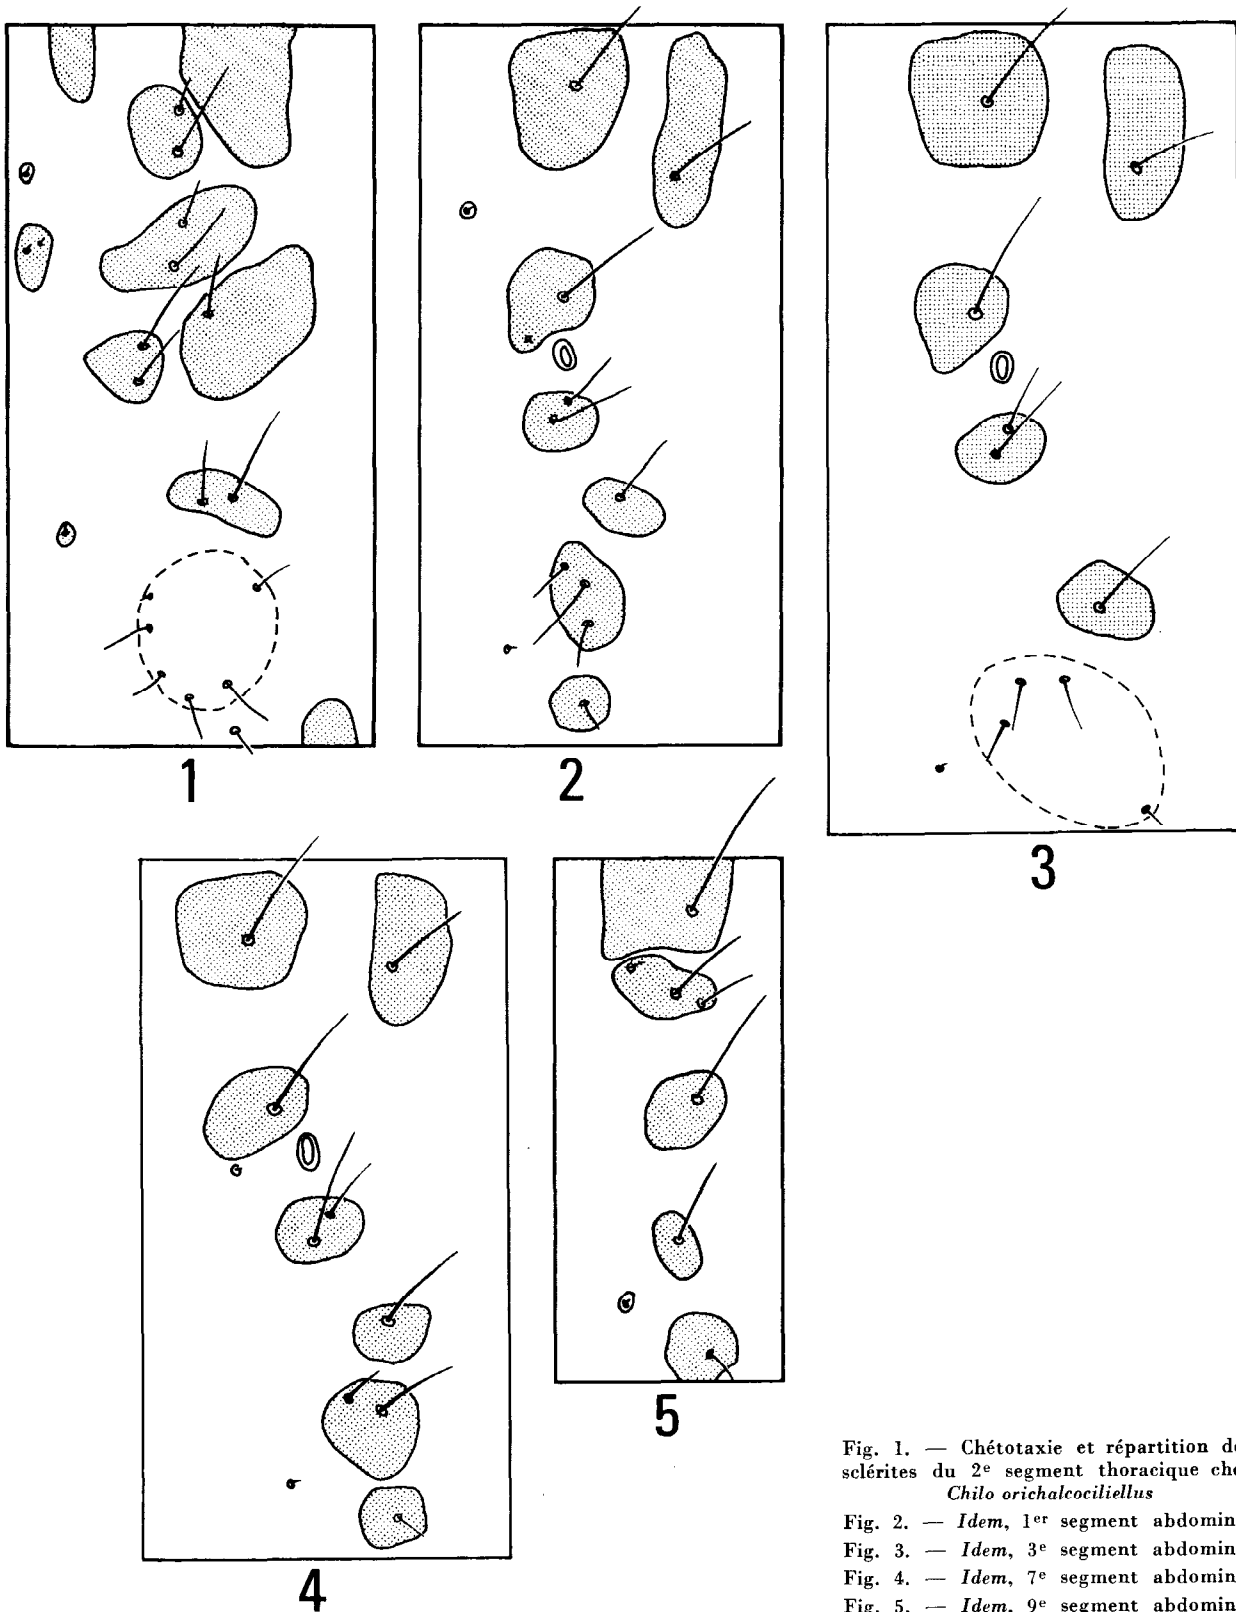 1
2
3
4
5
Fig. 1. — Chétotaxie et répartition de
sclérites du 2e segment thoracique che
Chilo orichalcociliellus
Fig. 2. — Idem, 1er segment abdomin
Fig. 3. — Idem, 3e segment abdomin
Fig. 4. — Idem, 7e segment abdomin
Fig. 5. — Idem, 9e segment abdomin